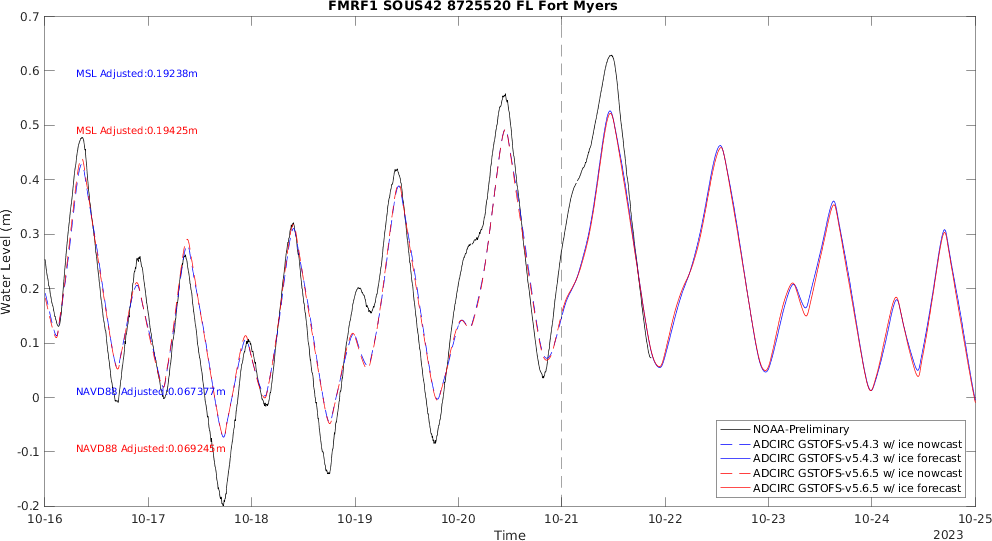 FMRF1 SOUS42 8725520 FL Fort Myers
0.7
0.6
0.5
0.4
0.3
0.2
0.1
0
-0.1
-0.2
Water Level (m)
MSL Adjusted:0.19238m
MSL Adjusted:0.19425m
NAVD88 Adjusted:0.067377m
NAVD88 Adjusted:0.069245m
NOAA-Preliminary
ADCIRC GSTOFS-v5.4.3 w/ ice nowcast
ADCIRC GSTOFS-v5.4.3 w/ ice forecast
ADCIRC GSTOFS-v5.6.5 w/ ice nowcast
ADCIRC GSTOFS-v5.6.5 w/ ice forecast
10-16 10-17 10-18 10-19 10-20 10-21 10-22 10-23 10-24 10-25
Time
2023